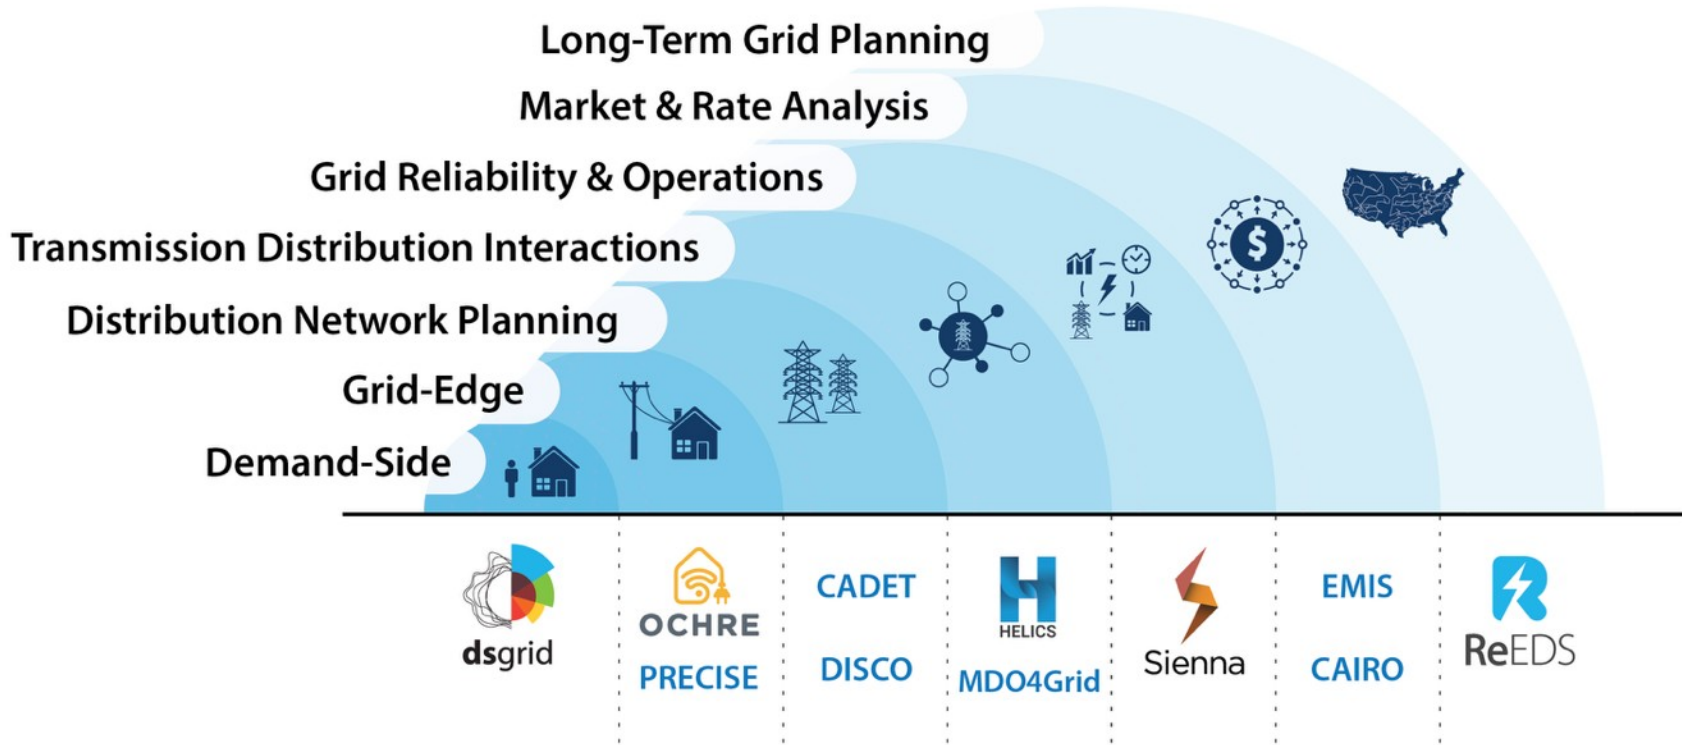 Long-Term Grid Planning
Market & Rate Analysis
Grid Reliability & Operations
Transmission Distribution Interactions
Distribution Network Planning
Grid-Edge
Demand-Side
$
dsgrid
OCHRE
PRECISE
CADET
DISCO
HELICS
MDO4Grid
Sienna
EMIS
CAIRO
ReEDS